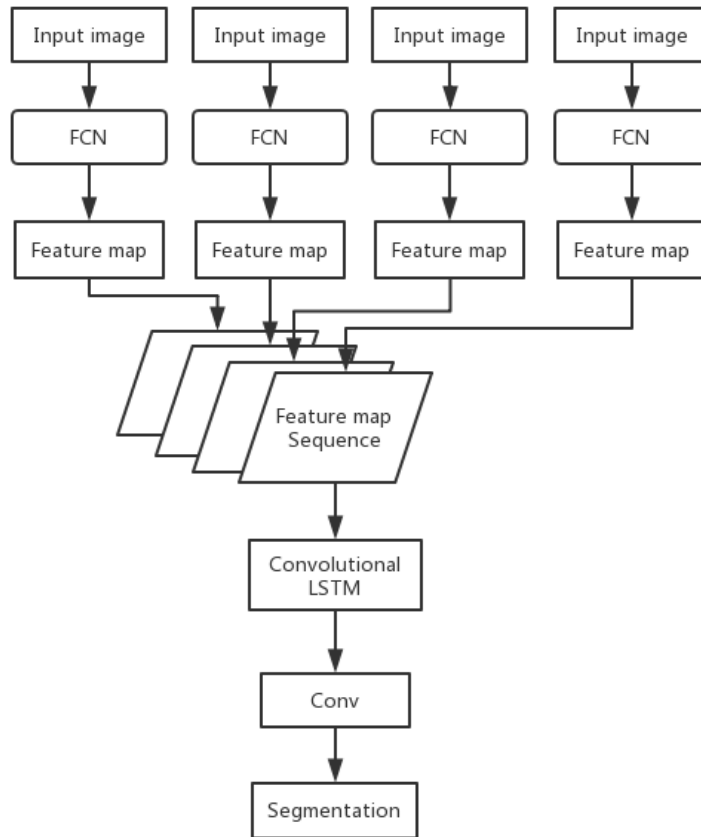 Input image
Input image
Input image
Input image
FCN
FCN
FCN
FCN
Feature map
Feature map
Feature map
Feature map
Feature map
Sequence
Convolutional
LSTM
Conv
Segmentation